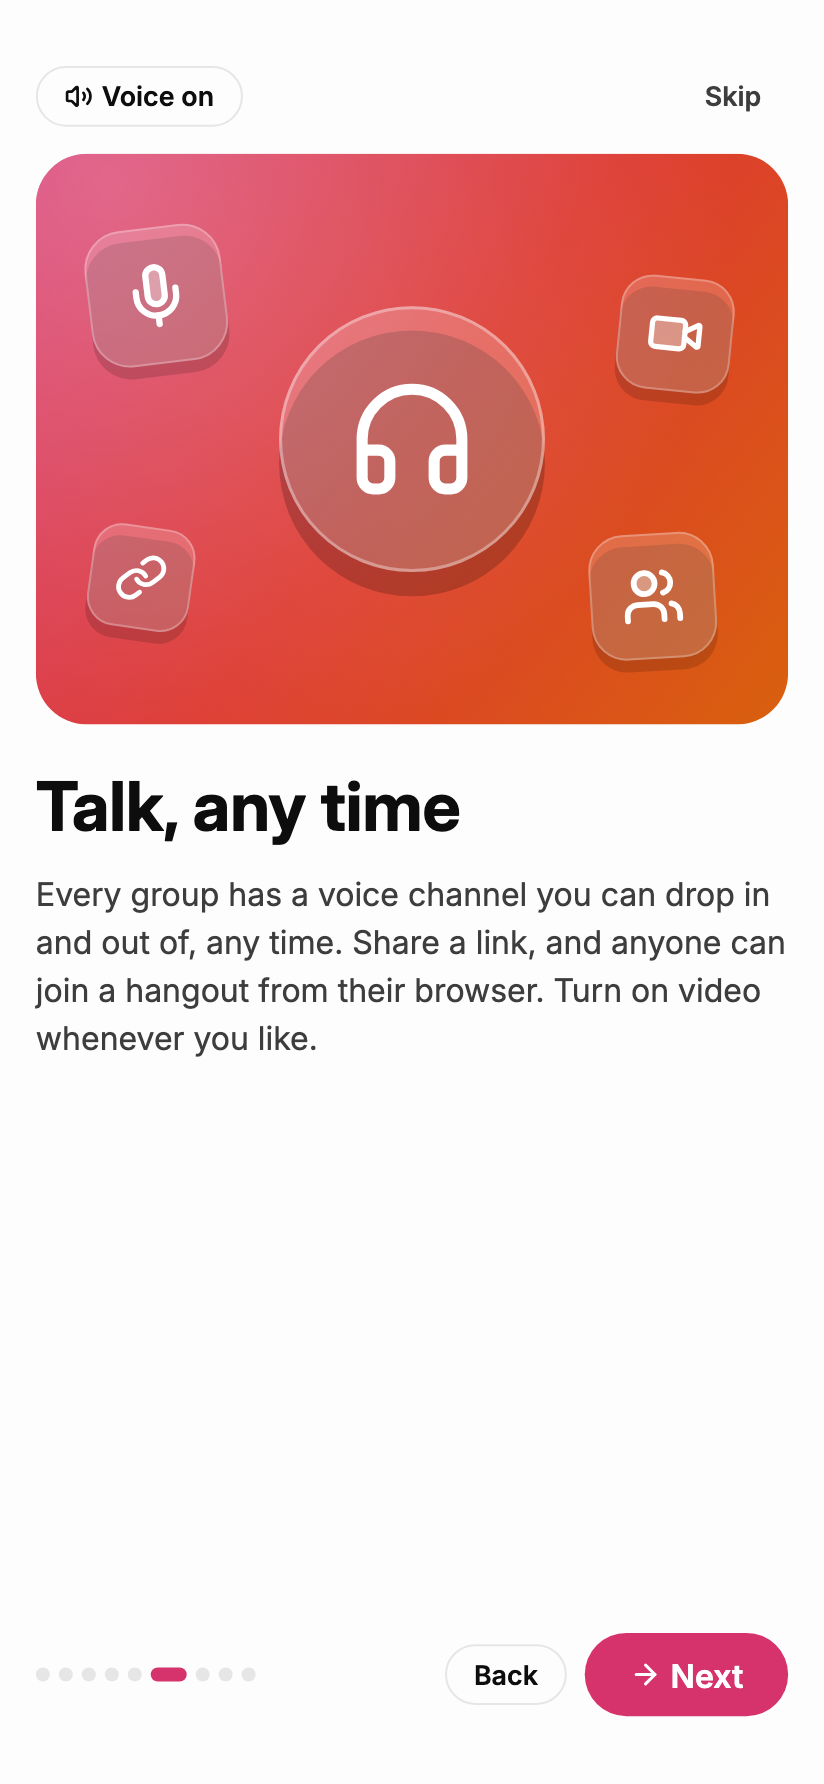 Voice on
Skip
Talk, any time
Every group has a voice channel you can drop in
and out of, any time. Share a link, and anyone can
join a hangout from their browser. Turn on video
whenever you like.
Back
Next